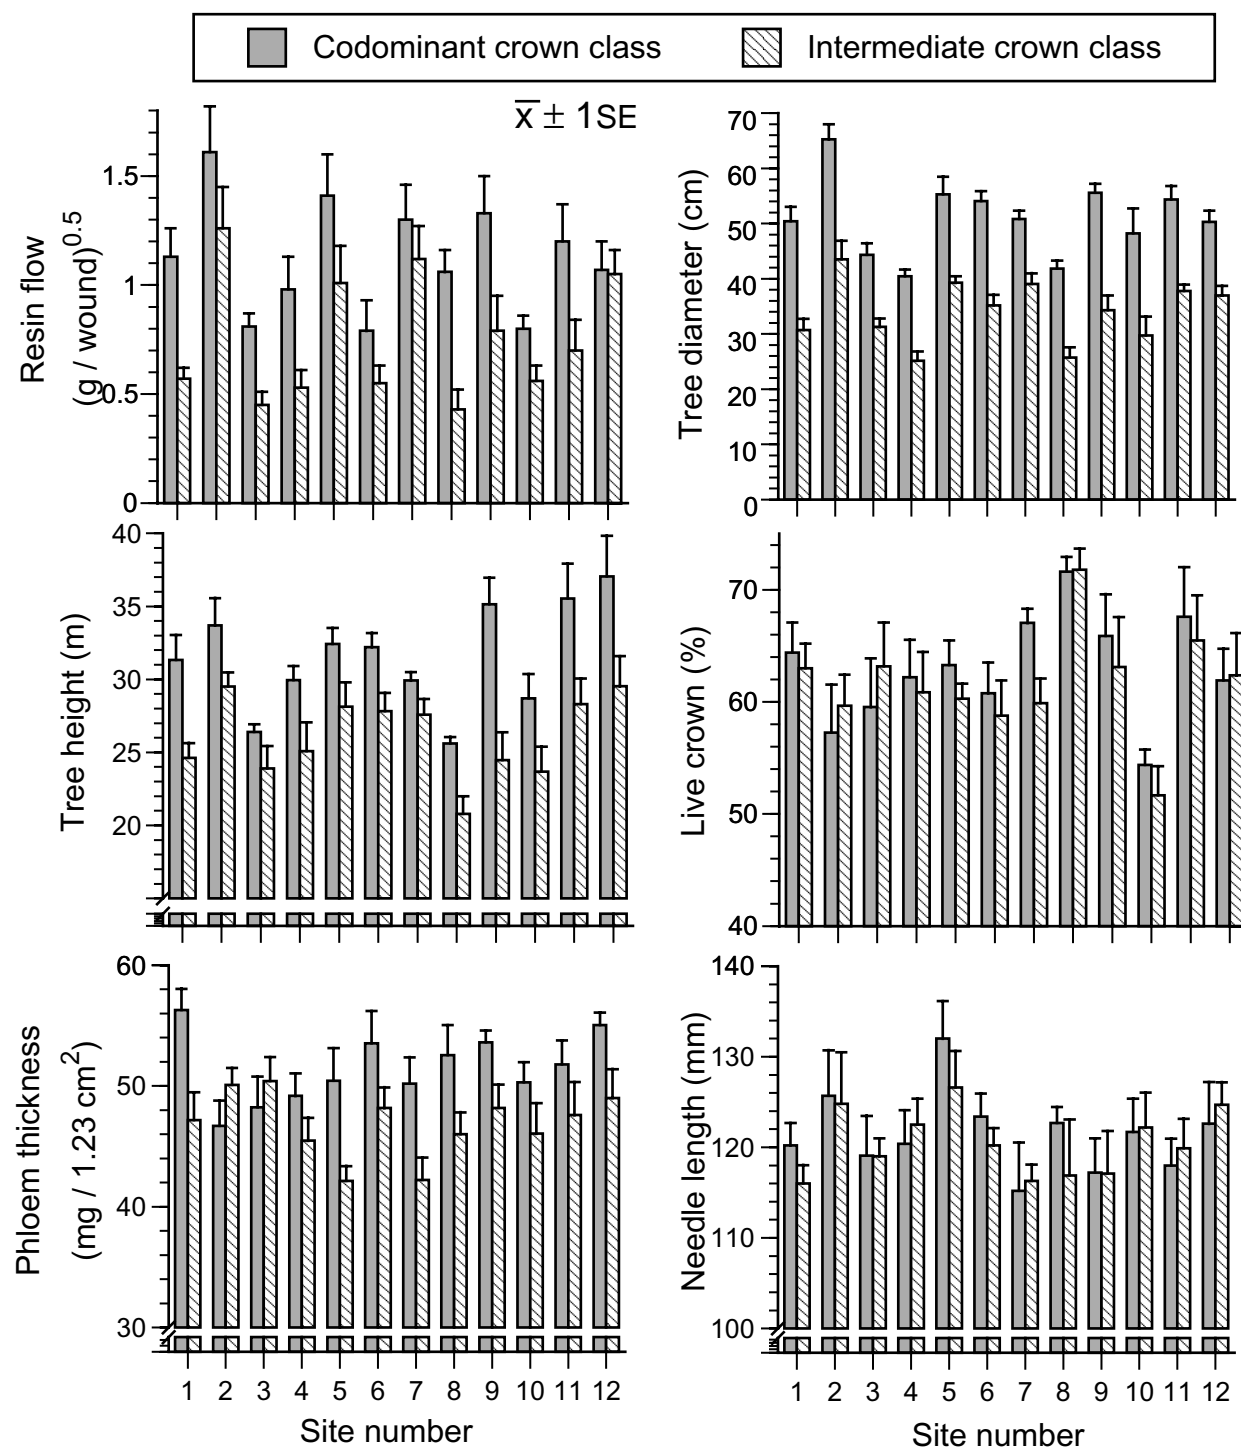 Codominant crown class
Intermediate crown class
x̅ ± 1SE
Resin flow
(g / wound)^0.5
1.5
1
0.5
0
Tree diameter (cm)
70
60
50
40
30
20
10
0
Tree height (m)
40
35
30
25
20
Live crown (%)
70
60
50
40
Phloem thickness
(mg / 1.23 cm²)
60
50
40
30
1 2 3 4 5 6 7 8 9 10 11 12
Site number
Needle length (mm)
140
130
120
110
100
1 2 3 4 5 6 7 8 9 10 11 12
Site number